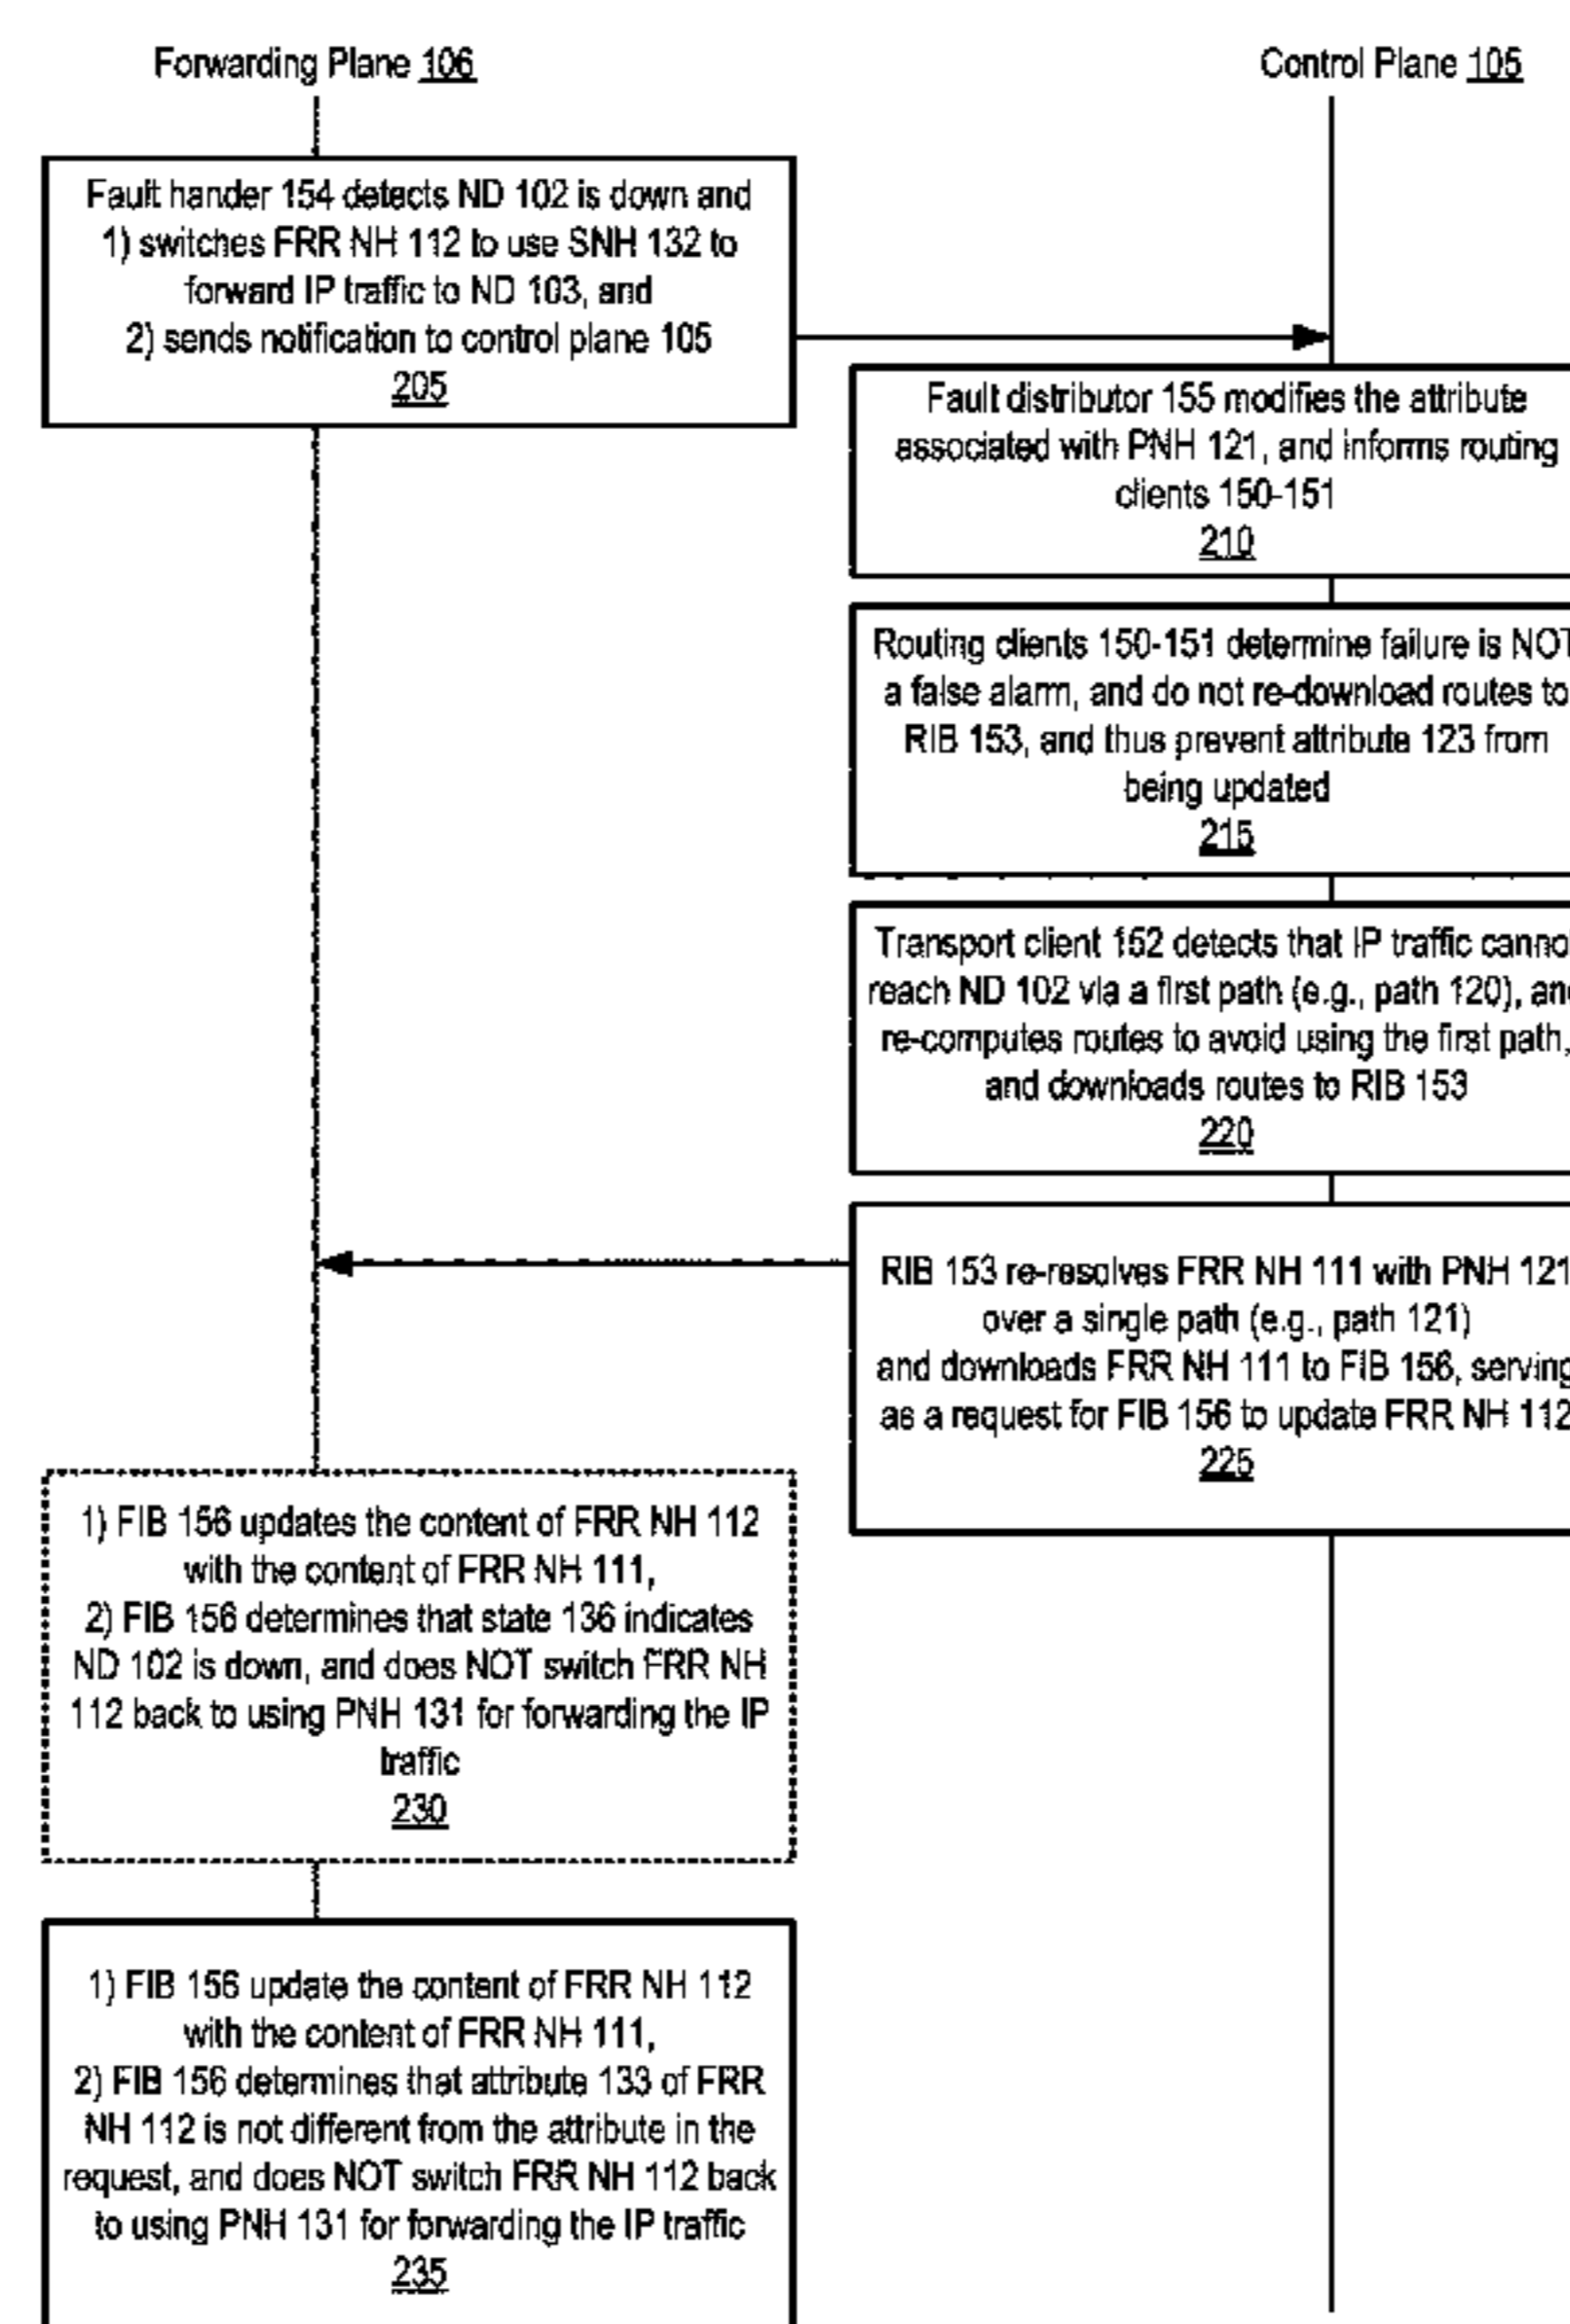 Forwarding Plane 106
Control Plane 105
Fault hander 154 detects ND 102 is down and
1) switches FRR NH 112 to use SNH 132 to
forward IP traffic to ND 103, and
2) sends notification to control plane 105
205
Fault distributor 155 modifies the attribute
associated with PNH 121, and informs routing
clients 150-151
210
Routing clients 150-151 determine failure is NOT
a false alarm, and do not re-download routes to
RIB 153, and thus prevent attribute 123 from
being updated
215
Transport client 152 detects that IP traffic cannot
reach ND 102 via a first path (e.g., path 120), and
re-computes routes to avoid using the first path,
and downloads routes to RIB 153
220
RIB 153 re-resolves FRR NH 111 with PNH 121
over a single path (e.g., path 121)
and downloads FRR NH 111 to FIB 156, serving
as a request for FIB 156 to update FRR NH 112
225
1) FIB 156 updates the content of FRR NH 112
with the content of FRR NH 111,
2) FIB 156 determines that state 136 indicates
ND 102 is down, and does NOT switch FRR NH
112 back to using PNH 131 for forwarding the IP
traffic
230
1) FIB 156 update the content of FRR NH 112
with the content of FRR NH 111,
2) FIB 156 determines that attribute 133 of FRR
NH 112 is not different from the attribute in the
request, and does NOT switch FRR NH 112 back
to using PNH 131 for forwarding the IP traffic
235